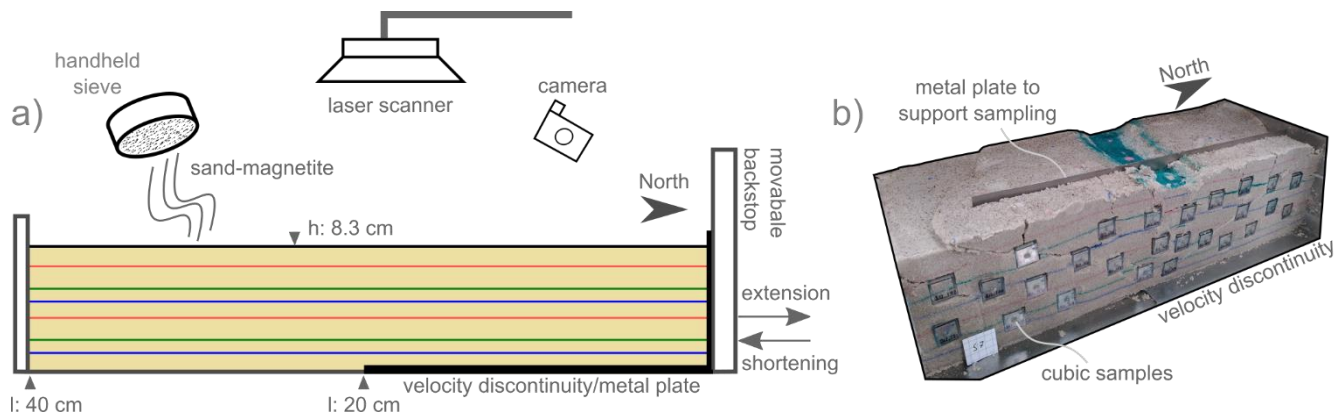 a)
handheld
sieve
sand-magnetite
laser scanner
camera
North
movabale
backstop
h: 8.3 cm
extension
shortening
velocity discontinuity/metal plate
l: 40 cm
l: 20 cm
b)
metal plate to
support sampling
North
velocity discontinuity
cubic samples
57